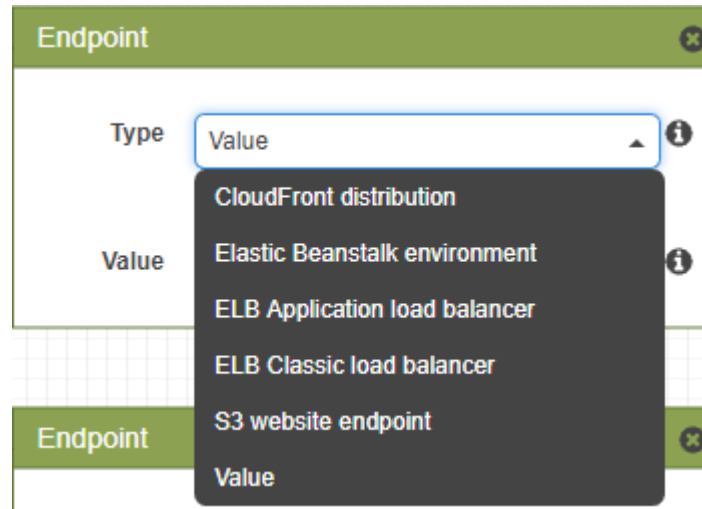 Endpoint
Type
Value
CloudFront distribution
Value
Elastic Beanstalk environment
ELB Application load balancer
ELB Classic load balancer
S3 website endpoint
Endpoint
Value